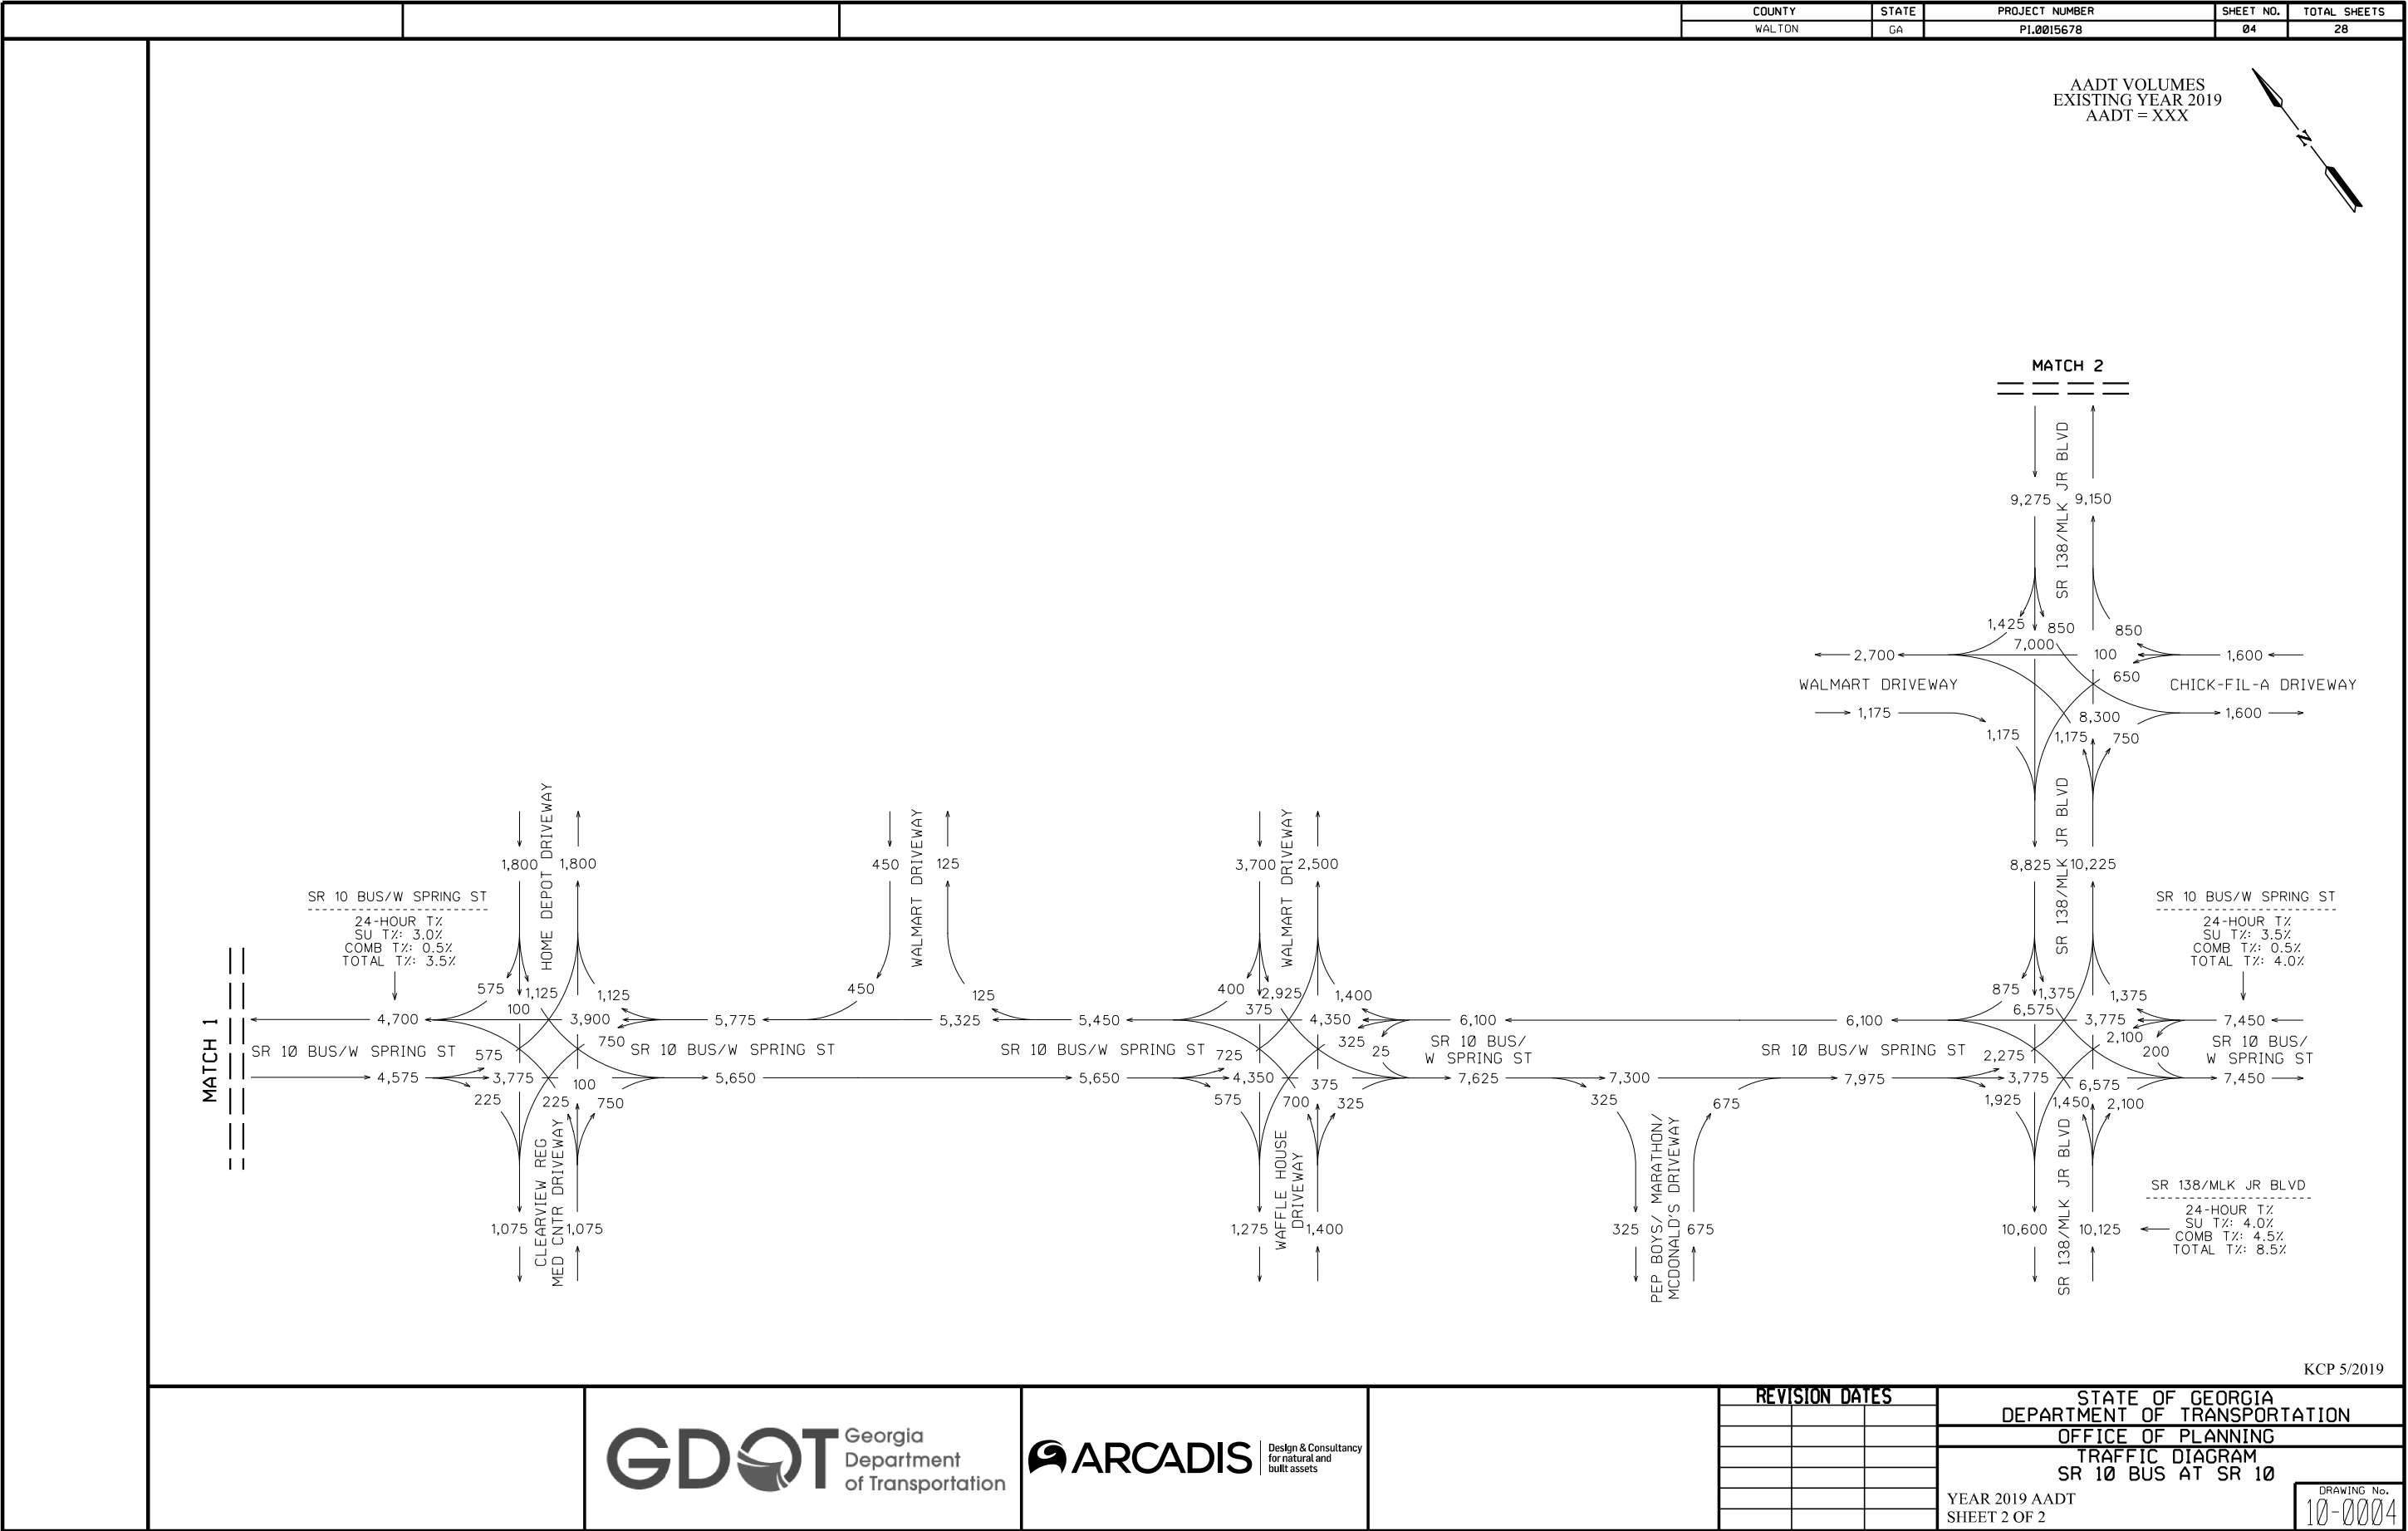 COUNTY STATE PROJECT NUMBER SHEET NO. TOTAL SHEETS
WALTON GA PI.0015678 04 28
AADT VOLUMES
EXISTING YEAR 2019
AADT = XXX
N
MATCH 2
SR 138/MLK JR BLVD
9,275 9,150
1,425 850 850
7,000
2,700 100 1,600
650
WALMART DRIVEWAY CHICK-FIL-A DRIVEWAY
1,175 8,300 1,600
1,175 1,175 750
HOME DEPOT DRIVEWAY
WALMART DRIVEWAY
WALMART DRIVEWAY
SR 138/MLK JR BLVD
1,800 1,800 450 125 3,700 2,500 8,825 10,225
SR 10 BUS/W SPRING ST
24-HOUR T%
SU T%: 3.0%
COMB T%: 0.5%
TOTAL T%: 3.5%
SR 10 BUS/W SPRING ST
24-HOUR T%
SU T%: 3.5%
COMB T%: 0.5%
TOTAL T%: 4.0%
575 1,125 1,125 450 125 400 2,925 1,400 875 1,375 1,375
100 375 6,575
4,700 3,900 5,775 5,325 5,450 4,350 6,100 6,100 3,775 7,450
750 325 25 2,100 200
MATCH 1
SR 10 BUS/W SPRING ST
SR 10 BUS/W SPRING ST
SR 10 BUS/W SPRING ST
SR 10 BUS/
W SPRING ST
SR 10 BUS/W SPRING ST
SR 10 BUS/
W SPRING ST
575 725 2,275
4,575 3,775 100 5,650 5,650 4,350 375 7,625 7,300 7,975 3,775 6,575 7,450
225 225 750 575 700 325 325 675 1,925 1,450 2,100
CLEARVIEW REG
MED CNTR DRIVEWAY
WAFFLE HOUSE
DRIVEWAY
PEP BOYS/ MARATHON/
MCDONALD'S DRIVEWAY
SR 138/MLK JR BLVD
1,075 1,075 1,275 1,400 325 675 10,600 10,125
SR 138/MLK JR BLVD
24-HOUR T%
SU T%: 4.0%
COMB T%: 4.5%
TOTAL T%: 8.5%
KCP 5/2019
GDOT
Georgia
Department
of Transportation
ARCADIS
Design & Consultancy
for natural and
built assets
REVISION DATES
STATE OF GEORGIA
DEPARTMENT OF TRANSPORTATION
OFFICE OF PLANNING
TRAFFIC DIAGRAM
SR 10 BUS AT SR 10
YEAR 2019 AADT
SHEET 2 OF 2
DRAWING No.
10-0004